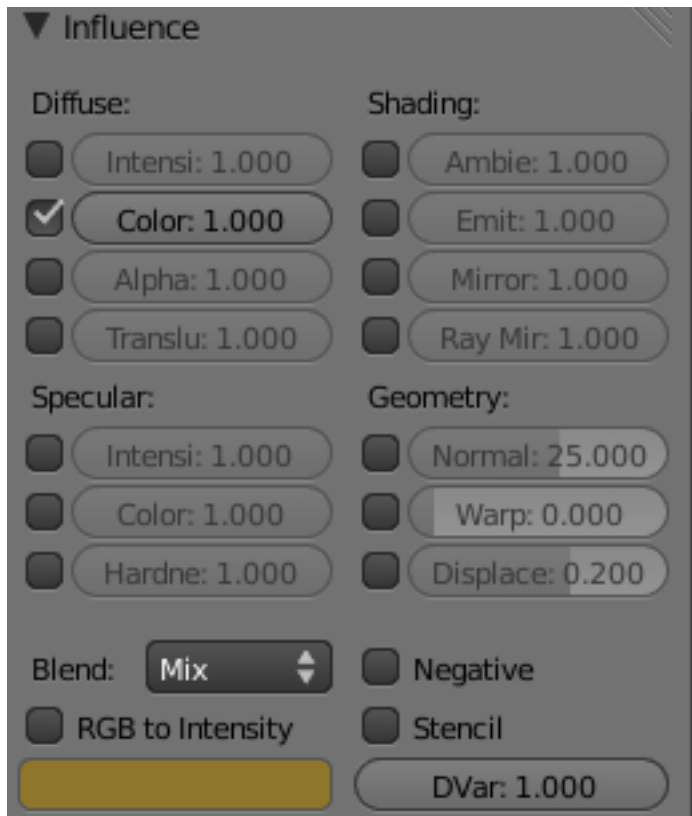 Influence
Diffuse: Shading:
Intensi: 1.000 Ambie: 1.000
Color: 1.000 Emit: 1.000
Alpha: 1.000 Mirror: 1.000
Translu: 1.000 Ray Mir: 1.000
Specular: Geometry:
Intensi: 1.000 Normal: 25.000
Color: 1.000 Warp: 0.000
Hardne: 1.000 Displace: 0.200
Blend: Mix Negative
RGB to Intensity Stencil
DVar: 1.000